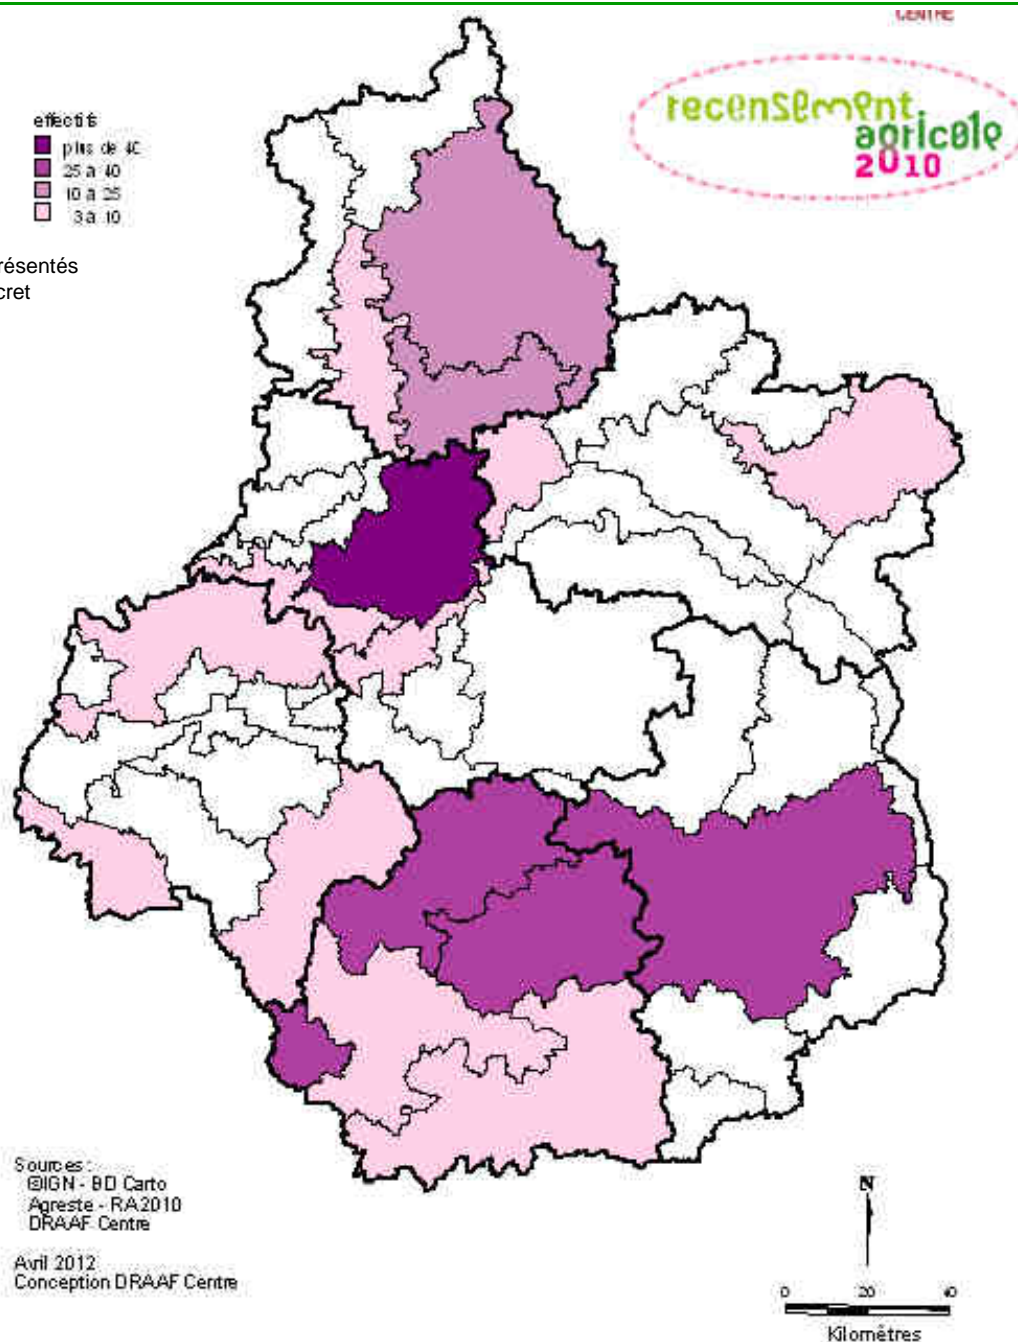 CENTRE
recensement
agricole
2010
effectifs
plus de 40
25 à 40
10 à 25
3 à 10
résentés
cret
Sources :
©IGN - BD Carto
Agreste - RA2010
DRAAF Centre
Avril 2012
Conception DRAAF Centre
N
0 20 40
Kilomètres